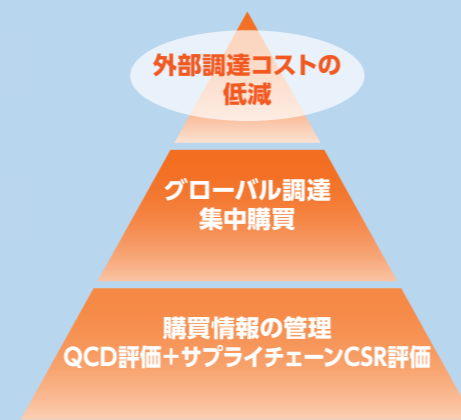 外部調達コストの
低減
グローバル調達
集中購買
購買情報の管理
QCD評価+サプライチェーンCSR評価